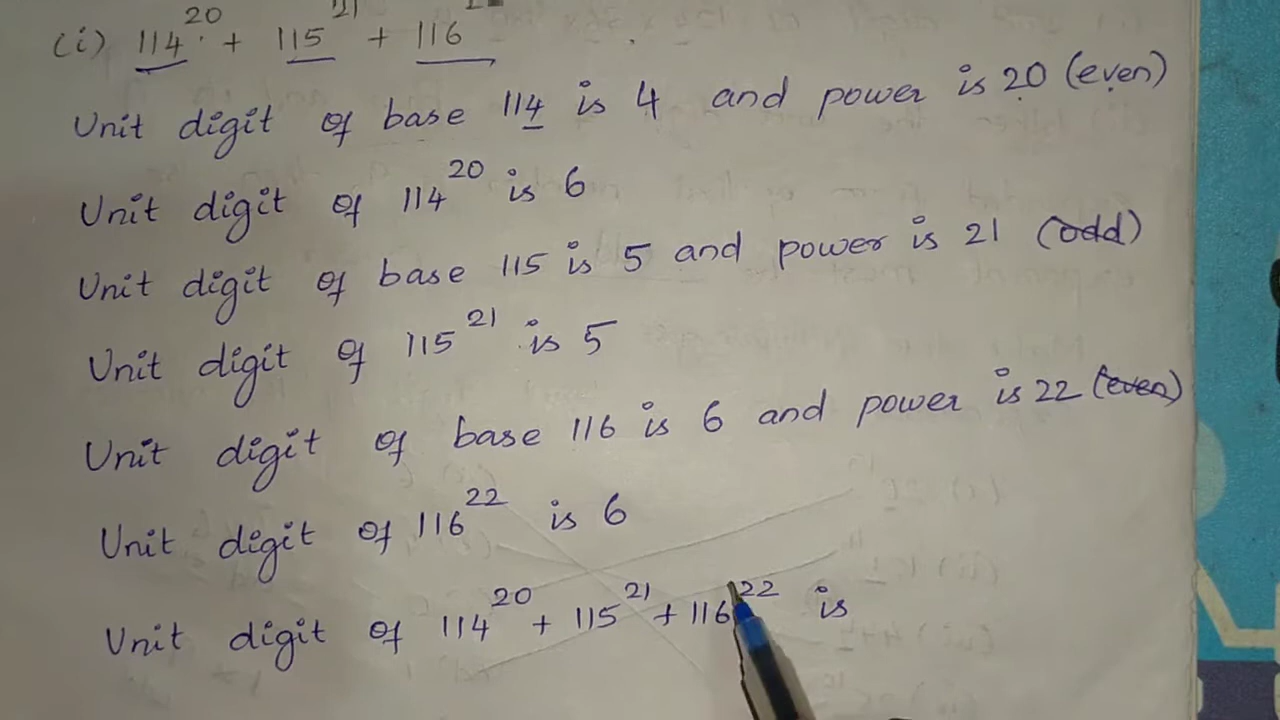 (i) 114^20 + 115^21 + 116
Unit digit of base 114 is 4 and power is 20 (even)
Unit digit of 114^20 is 6
Unit digit of base 115 is 5 and power is 21 (odd)
Unit digit of 115^21 is 5
Unit digit of base 116 is 6 and power is 22 (even)
Unit digit of 116^22 is 6
Unit digit of 114^20 + 115^21 + 116^22 is